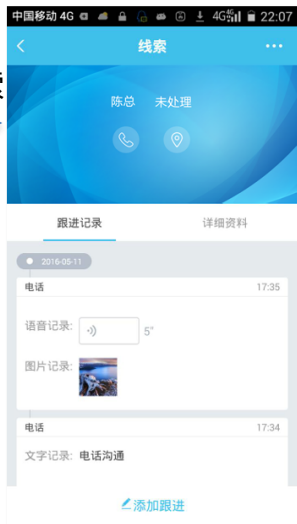 中国移动 4G 4G 4G 22:07
线索
陈总 未处理
跟进记录 详细资料
2016-05-11
电话 17:35
语音记录: 5"
图片记录:
电话 17:34
文字记录: 电话沟通
添加跟进